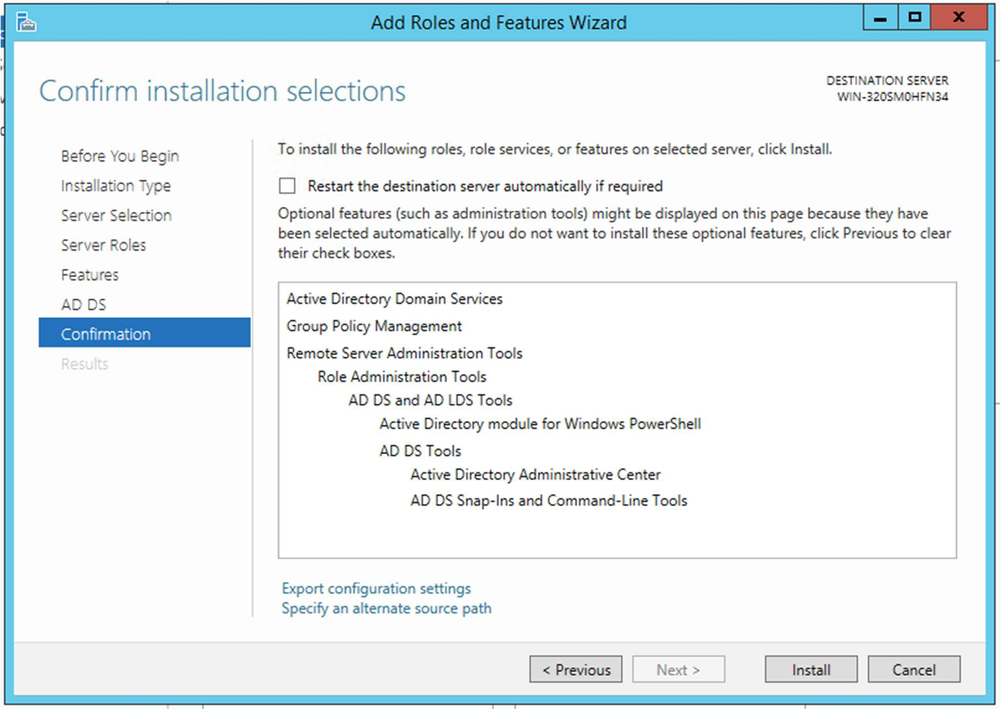 Add Roles and Features Wizard
Confirm installation selections
DESTINATION SERVER
WIN-320SM0HFN34
Before You Begin
Installation Type
Server Selection
Server Roles
Features
AD DS
Confirmation
Results
To install the following roles, role services, or features on selected server, click Install.
Restart the destination server automatically if required
Optional features (such as administration tools) might be displayed on this page because they have
been selected automatically. If you do not want to install these optional features, click Previous to clear
their check boxes.
Active Directory Domain Services
Group Policy Management
Remote Server Administration Tools
Role Administration Tools
AD DS and AD LDS Tools
Active Directory module for Windows PowerShell
AD DS Tools
Active Directory Administrative Center
AD DS Snap-Ins and Command-Line Tools
Export configuration settings
Specify an alternate source path
< Previous
Next >
Install
Cancel